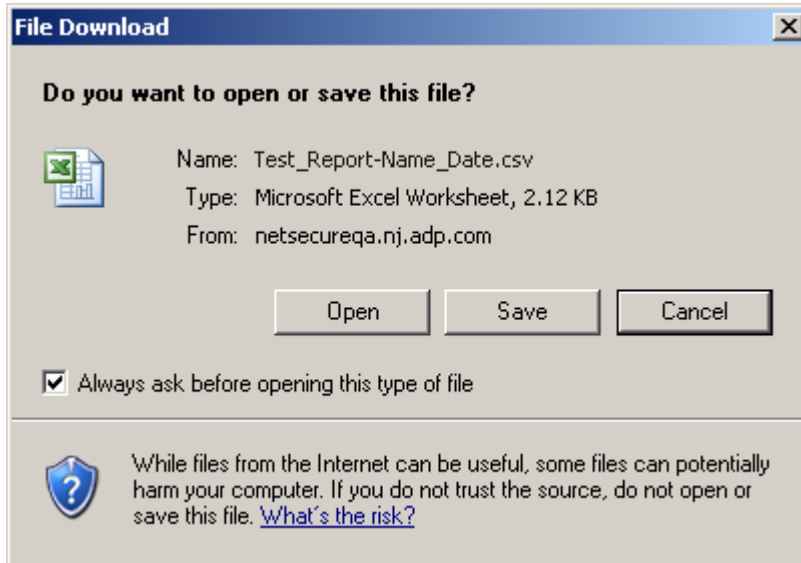 File Download
Do you want to open or save this file?
Name: Test_Report-Name_Date.csv
Type: Microsoft Excel Worksheet, 2.12 KB
From: netsecureqa.nj.adp.com
Open Save Cancel
Always ask before opening this type of file
While files from the Internet can be useful, some files can potentially
harm your computer. If you do not trust the source, do not open or
save this file. What's the risk?